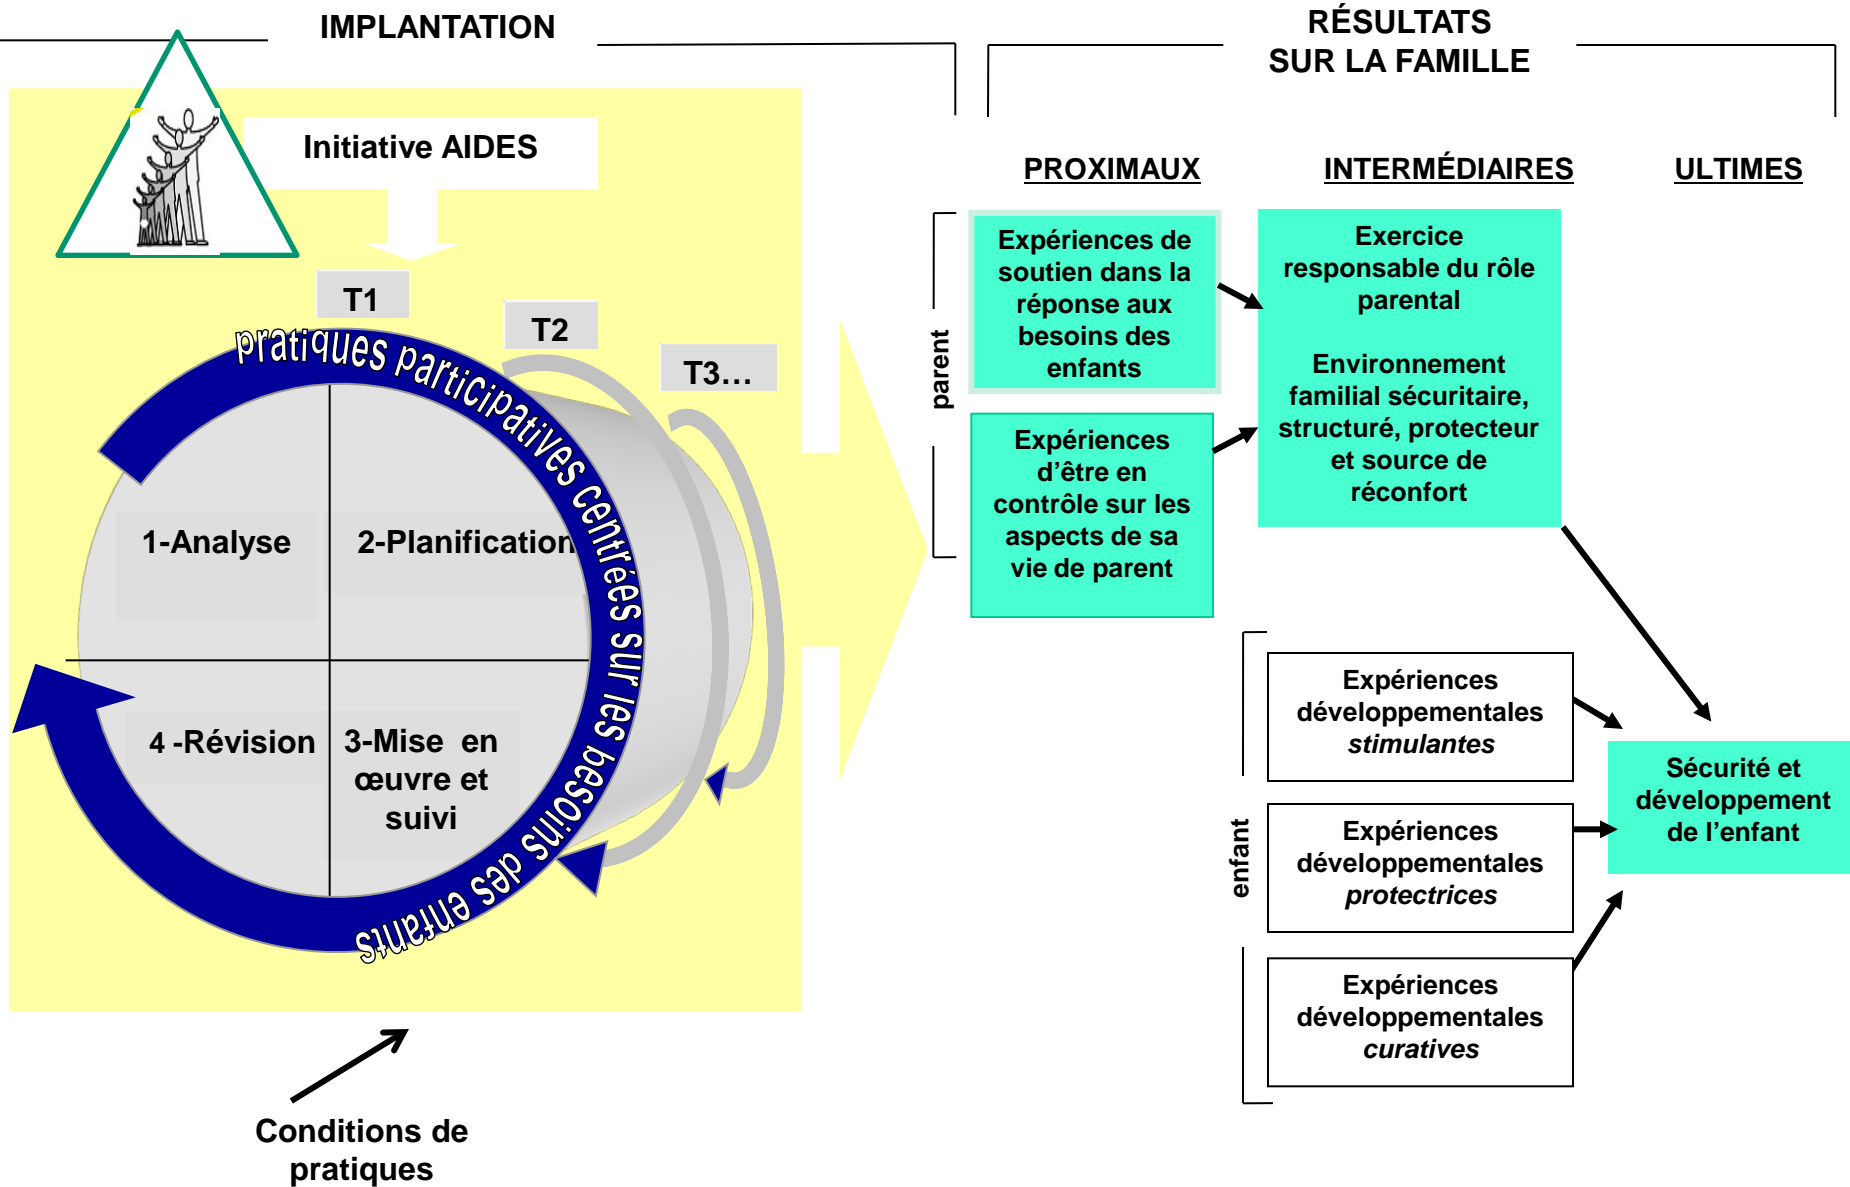 IMPLANTATION
RÉSULTATS
SUR LA FAMILLE
Initiative AIDES
T1
T2
T3...
pratiques participatives centrées sur les besoins des enfants
1-Analyse
2-Planification
4 -Révision
3-Mise en
œuvre et
suivi
Conditions de
pratiques
PROXIMAUX
INTERMÉDIAIRES
ULTIMES
parent
Expériences de
soutien dans la
réponse aux
besoins des
enfants
Expériences
d’être en
contrôle sur les
aspects de sa
vie de parent
Exercice
responsable du rôle
parental
Environnement
familial sécuritaire,
structuré, protecteur
et source de
réconfort
enfant
Expériences
développementales
stimulantes
Expériences
développementales
protectrices
Expériences
développementales
curatives
Sécurité et
développement
de l’enfant